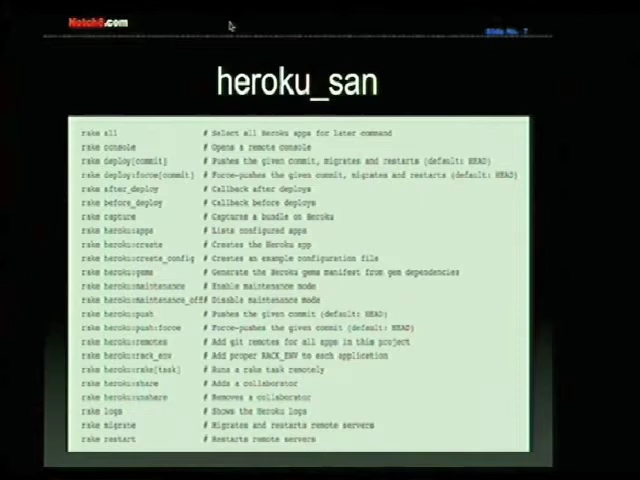 Notch8.com
Slide No. 7
heroku_san
rake all # Select all Heroku apps for later command
rake console # Opens a remote console
rake deploy[commit] # Pushes the given commit, migrates and restarts (default: HEAD)
rake deploy:force[commit] # Force-pushes the given commit, migrates and restarts (default: HEAD)
rake after_deploy # Callback after deploys
rake before_deploy # Callback before deploys
rake capture # Captures a bundle on Heroku
rake heroku:apps # Lists configured apps
rake heroku:create # Creates the Heroku app
rake heroku:create_config # Creates an example configuration file
rake heroku:gems # Generate the Heroku gems manifest from gem dependencies
rake heroku:maintenance # Enable maintenance mode
rake heroku:maintenance_off# Disable maintenance mode
rake heroku:push # Pushes the given commit (default: HEAD)
rake heroku:push:force # Force-pushes the given commit (default: HEAD)
rake heroku:remotes # Add git remotes for all apps in this project
rake heroku:rack_env # Add proper RACK_ENV to each application
rake heroku:rake[task] # Runs a rake task remotely
rake heroku:share # Adds a collaborator
rake heroku:unshare # Removes a collaborator
rake logs # Shows the Heroku logs
rake migrate # Migrates and restarts remote servers
rake restart # Restarts remote servers